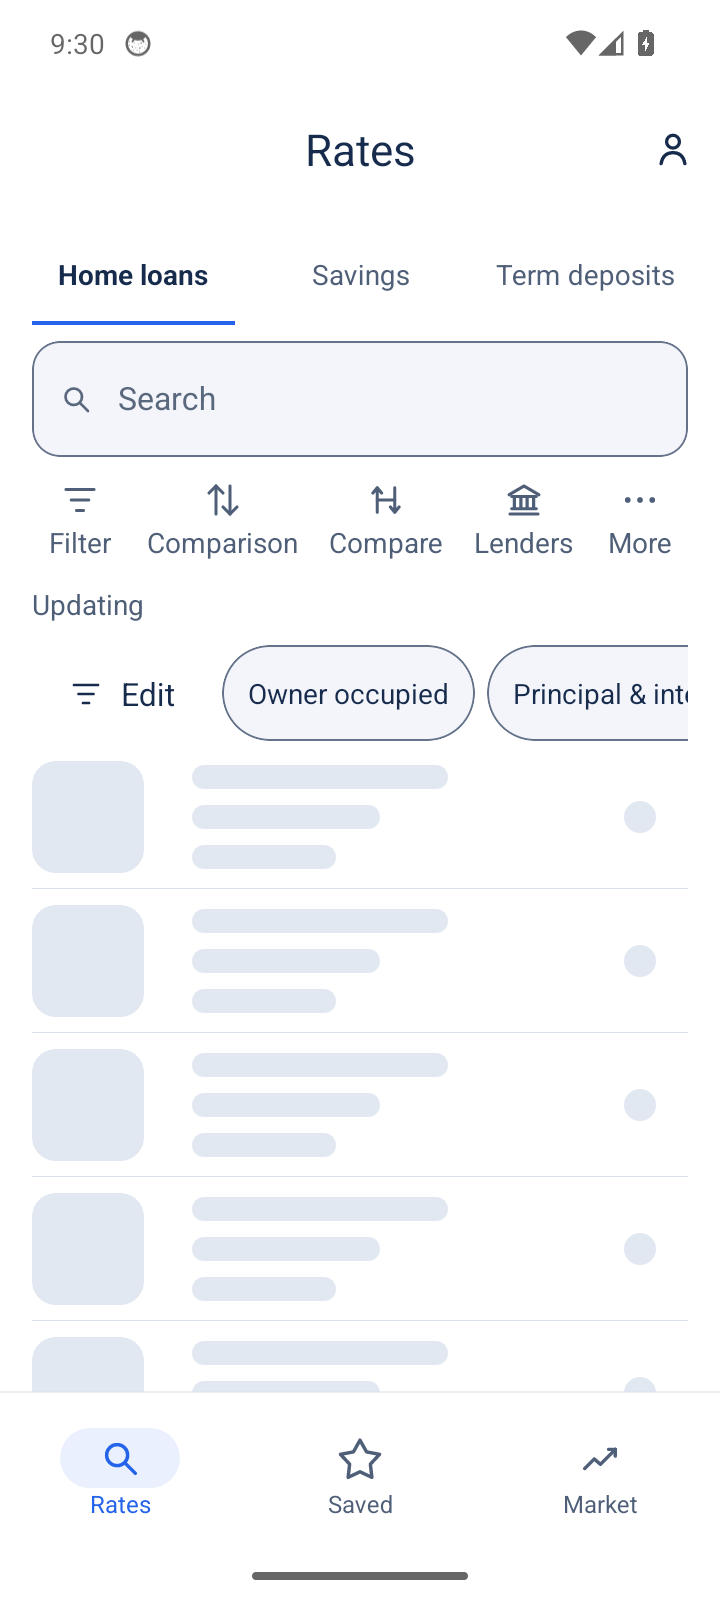 9:30
Rates
Home loans Savings Term deposits
Search
Filter Comparison Compare Lenders More
Updating
Edit Owner occupied Principal & inte
Rates Saved Market